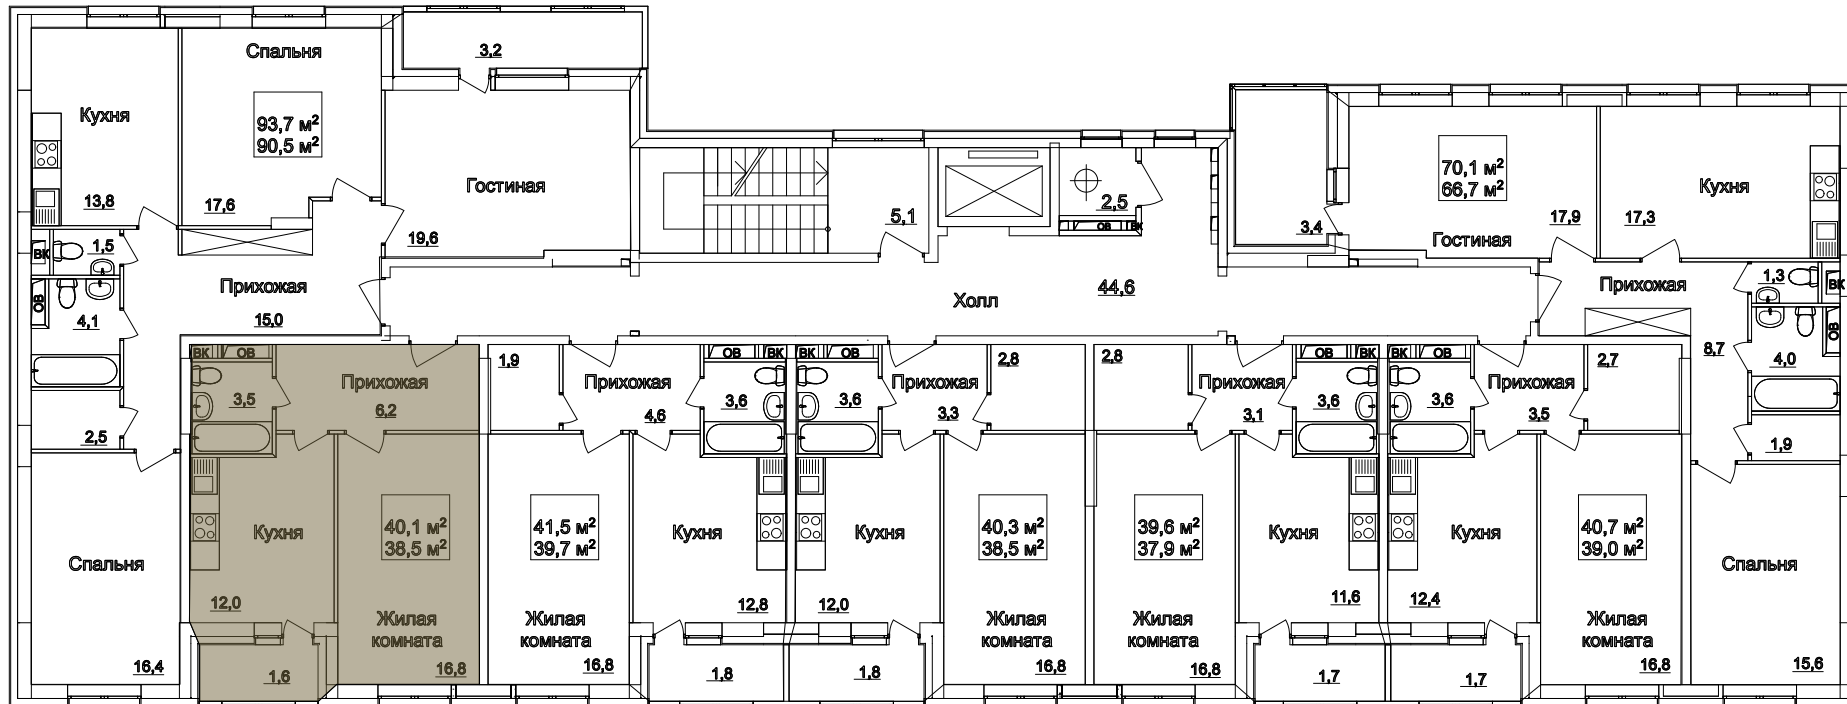 Спальня
3,2
Кухня
93,7 м²
90,5 м²
13,8
17,6
Гостиная
19,6
5,1
2,5
ОВ
ВК
3,4
70,1 м²
66,7 м²
17,9
Гостиная
Кухня
17,3
ВК
1,5
ОВ
4,1
Прихожая
15,0
Холл
44,6
Прихожая
1,3
ВК
ОВ
8,7
4,0
2,5
1,9
ВК
ОВ
3,5
Прихожая
6,2
1,9
Прихожая
4,6
ОВ
ВК
3,6
ВК
ОВ
3,6
Прихожая
3,3
2,8
2,8
Прихожая
3,1
ОВ
ВК
3,6
ВК
ОВ
3,6
Прихожая
3,5
2,7
Спальня
16,4
Кухня
12,0
40,1 м²
38,5 м²
Жилая
комната
16,8
1,6
41,5 м²
39,7 м²
Жилая
комната
16,8
Кухня
12,8
1,8
Кухня
12,0
1,8
40,3 м²
38,5 м²
Жилая
комната
16,8
39,6 м²
37,9 м²
Жилая
комната
16,8
Кухня
11,6
1,7
Кухня
12,4
1,7
40,7 м²
39,0 м²
Жилая
комната
16,8
Спальня
15,6